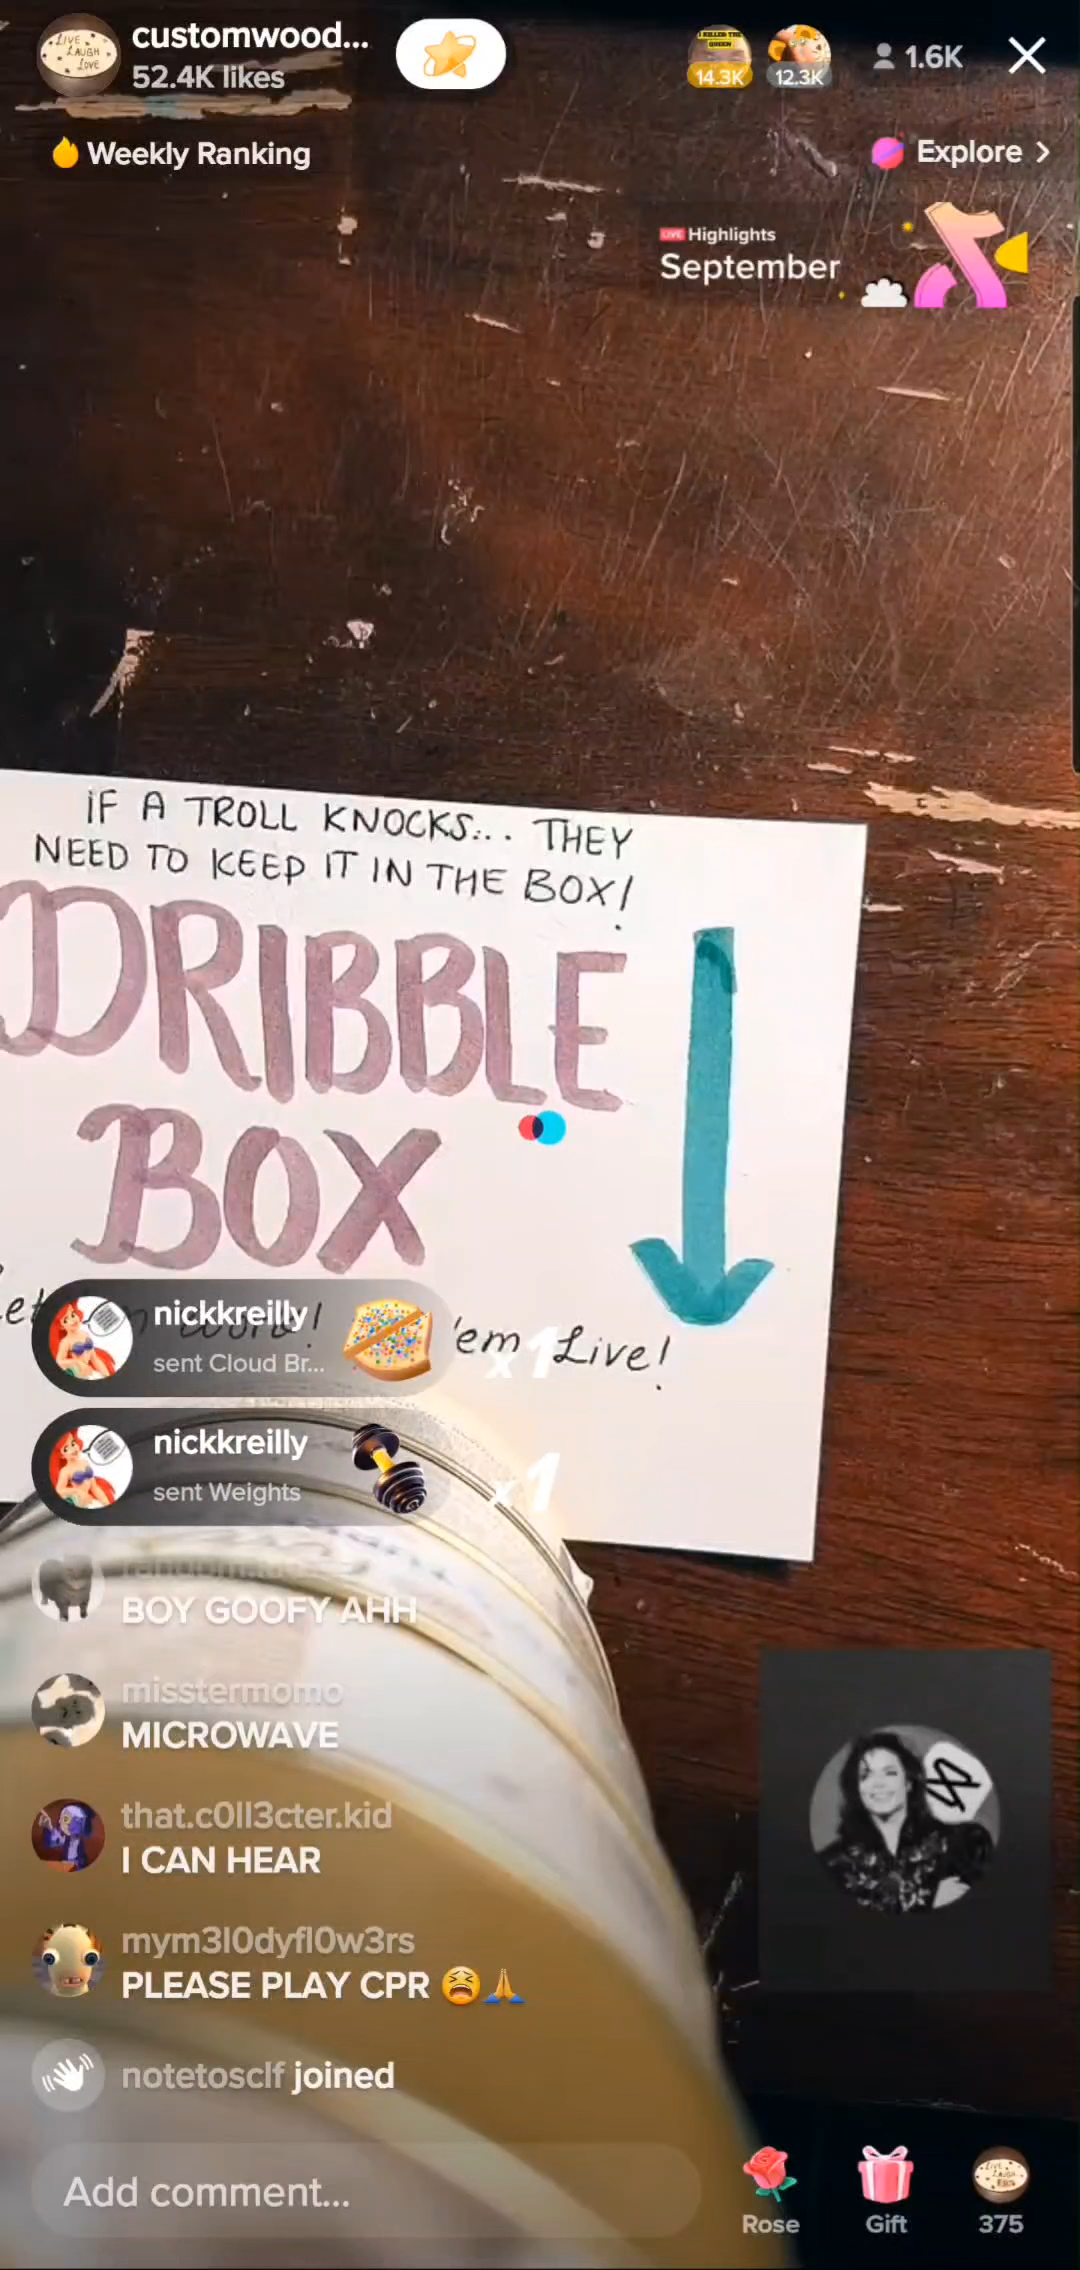 customwood...
52.4K likes
14.3K
12.3K
1.6K
Weekly Ranking
Explore
LIVE Highlights
September
IF A TROLL KNOCKS... THEY
NEED TO KEEP IT IN THE BOX!
DRIBBLE
BOX
'em Live!
nickkreilly
sent Cloud Br...
x1
nickkreilly
sent Weights
x1
BOY GOOFY AHH
misstermomo
MICROWAVE
that.c0ll3cter.kid
I CAN HEAR
mym3l0dyfl0w3rs
PLEASE PLAY CPR 😫🙏
notetosclf joined
Add comment...
Rose
Gift
375